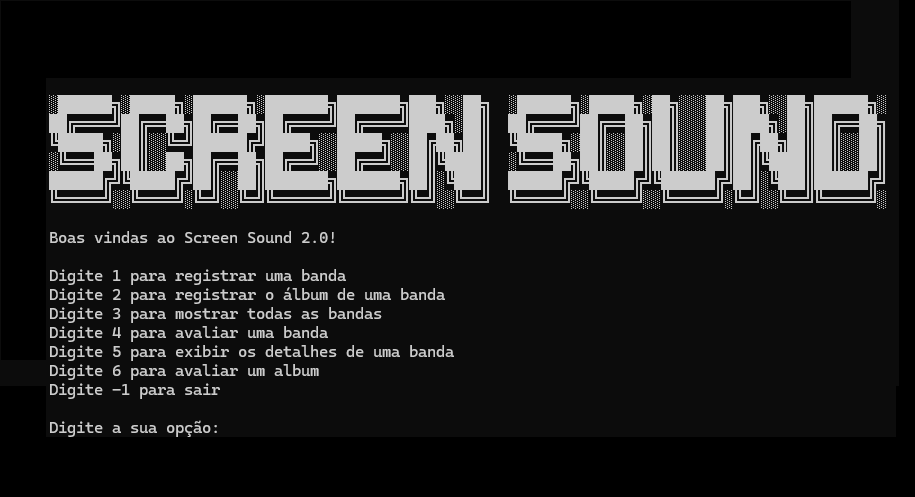 SCREEN SOUND
Boas vindas ao Screen Sound 2.0!
Digite 1 para registrar uma banda
Digite 2 para registrar o álbum de uma banda
Digite 3 para mostrar todas as bandas
Digite 4 para avaliar uma banda
Digite 5 para exibir os detalhes de uma banda
Digite 6 para avaliar um album
Digite -1 para sair
Digite a sua opção: